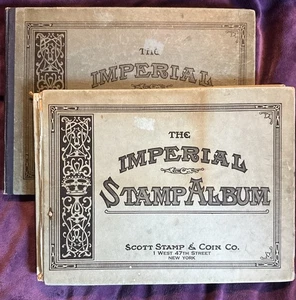 THE
IMPERIAL
THE
IMPERIAL
STAMP ALBUM
SCOTT STAMP & COIN CO.
1 WEST 47TH STREET
NEW YORK